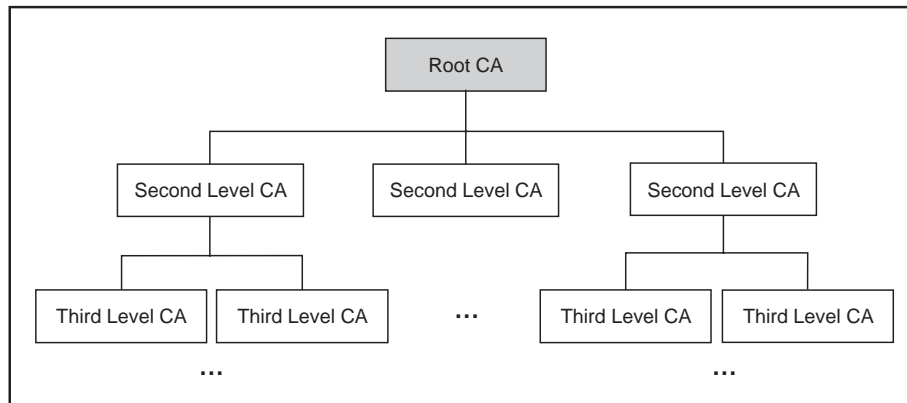 Root CA
Second Level CA Second Level CA Second Level CA
Third Level CA Third Level CA ... Third Level CA Third Level CA
... ...